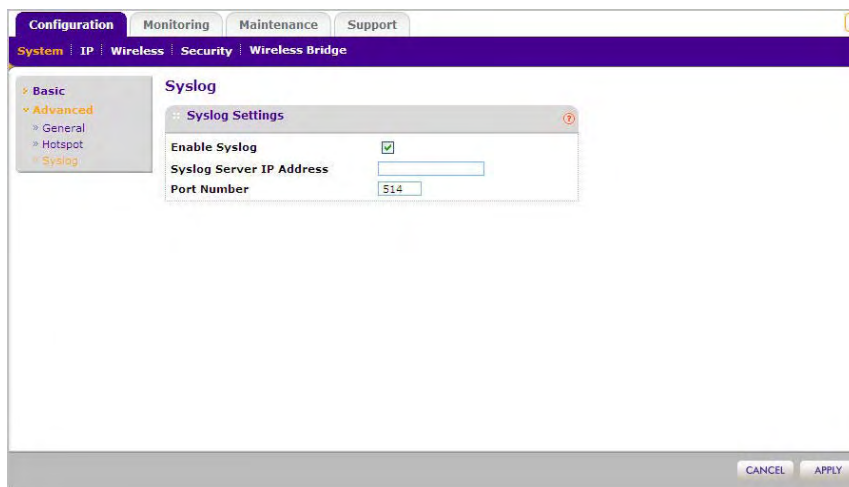 Configuration Monitoring Maintenance Support
System IP Wireless Security Wireless Bridge
Basic
Advanced
General
Hotspot
Syslog
Syslog
Syslog Settings ?
Enable Syslog
Syslog Server IP Address
Port Number 514
CANCEL APPLY